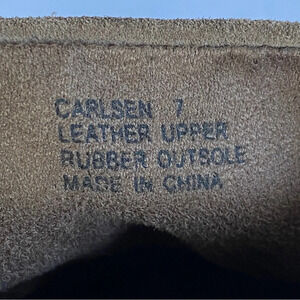 CARLSEN 7
LEATHER UPPER
RUBBER OUTSOLE
MADE IN CHINA